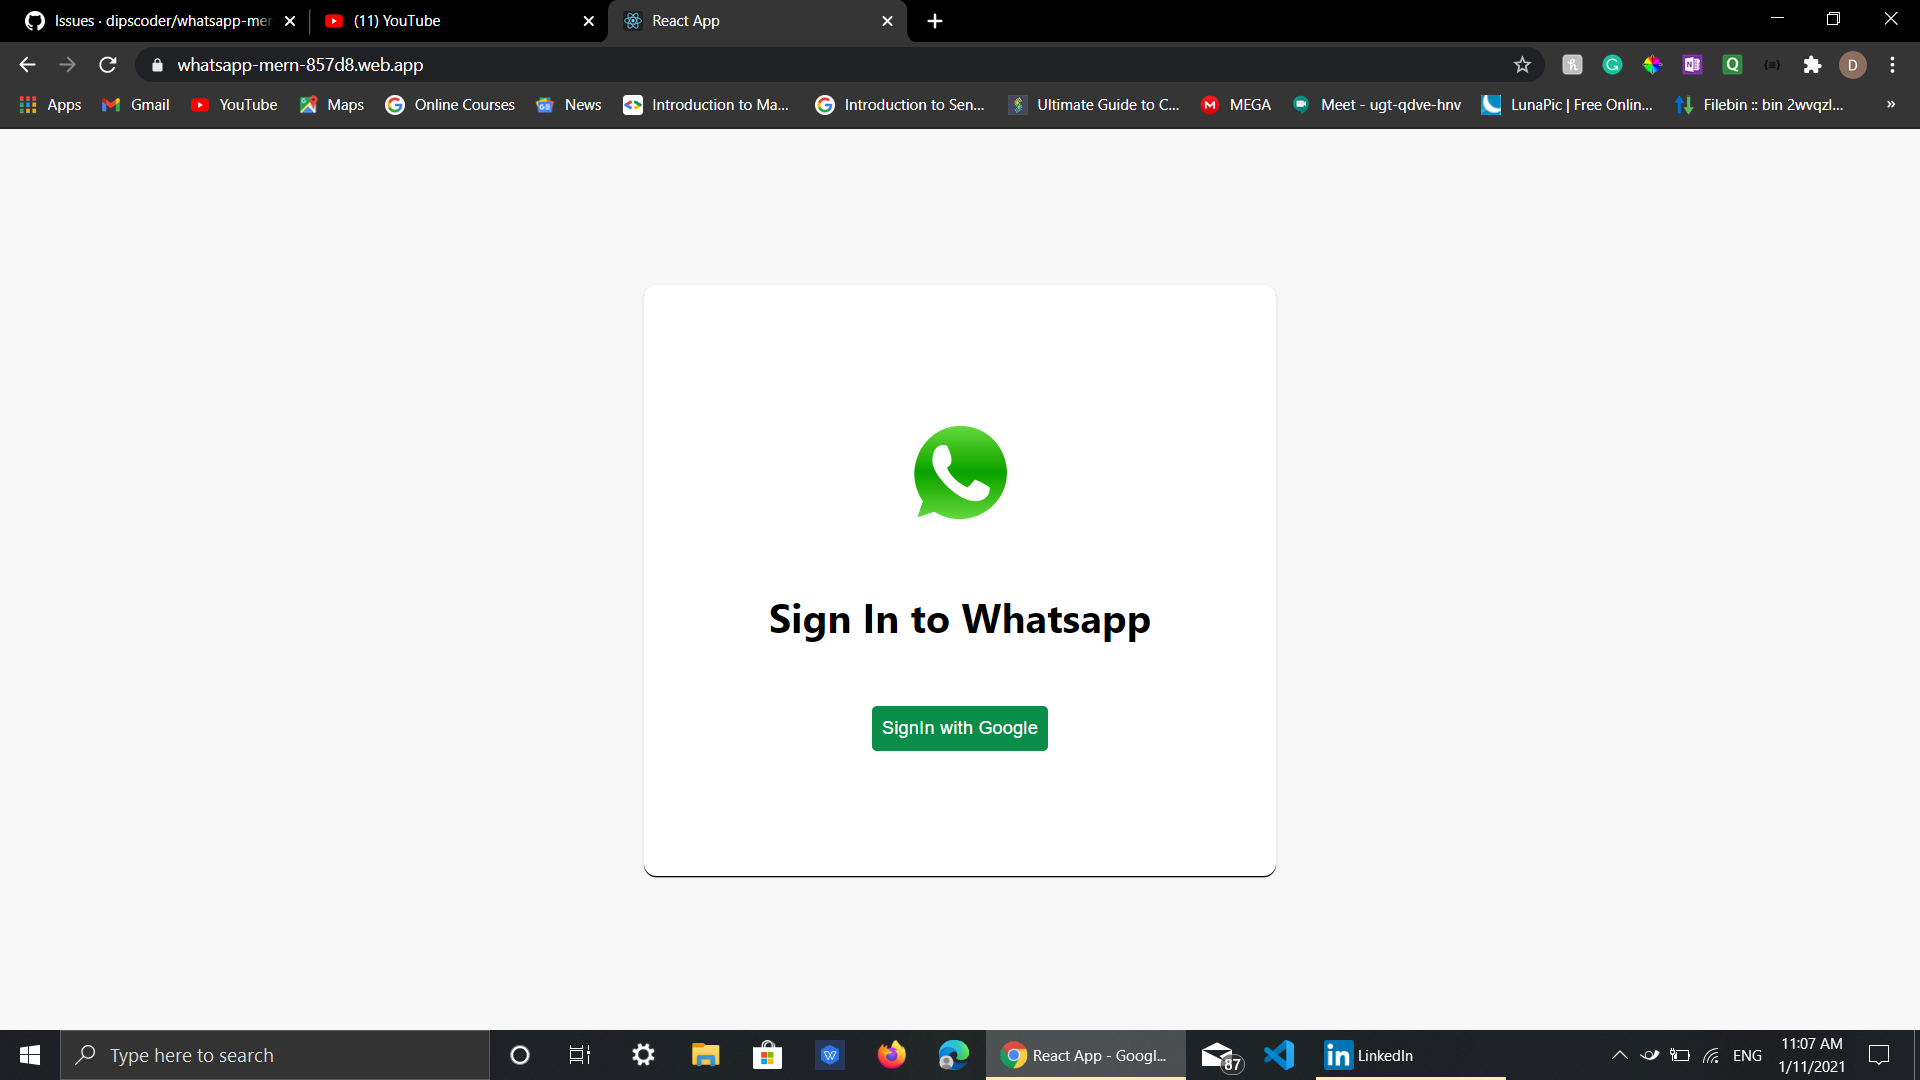 Issues · dipscoder/whatsapp-mer
(11) YouTube
React App
whatsapp-mern-857d8.web.app
D
Apps
Gmail
YouTube
Maps
Online Courses
News
Introduction to Ma...
Introduction to Sen...
Ultimate Guide to C...
MEGA
Meet - ugt-qdve-hnv
LunaPic | Free Onlin...
Filebin :: bin 2wvqzl...
»
Sign In to Whatsapp
SignIn with Google
Type here to search
React App - Googl...
87
LinkedIn
ENG
11:07 AM
1/11/2021